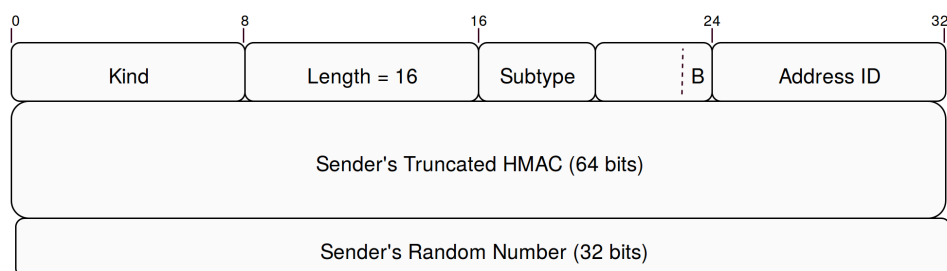 0 8 16 24 32
Kind Length = 16 Subtype B Address ID
Sender's Truncated HMAC (64 bits)
Sender's Random Number (32 bits)